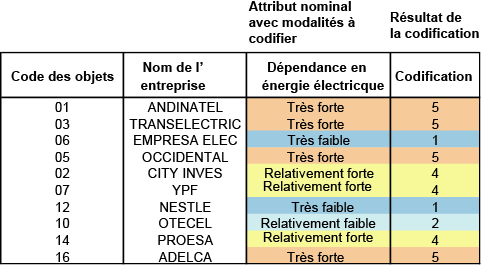 Attribut nominal
avec modalités à
codifier
Résultat de
la codification
Code des objets
Nom de l’
entreprise
Dépendance en
énergie électricque
Codification
01 ANDINATEL Très forte 5
03 TRANSELECTRIC Très forte 5
06 EMPRESA ELEC Très faible 1
05 OCCIDENTAL Très forte 5
02 CITY INVES Relativement forte 4
07 YPF Relativement forte 4
12 NESTLE Très faible 1
10 OTECEL Relativement faible 2
14 PROESA Relativement forte 4
16 ADELCA Très forte 5